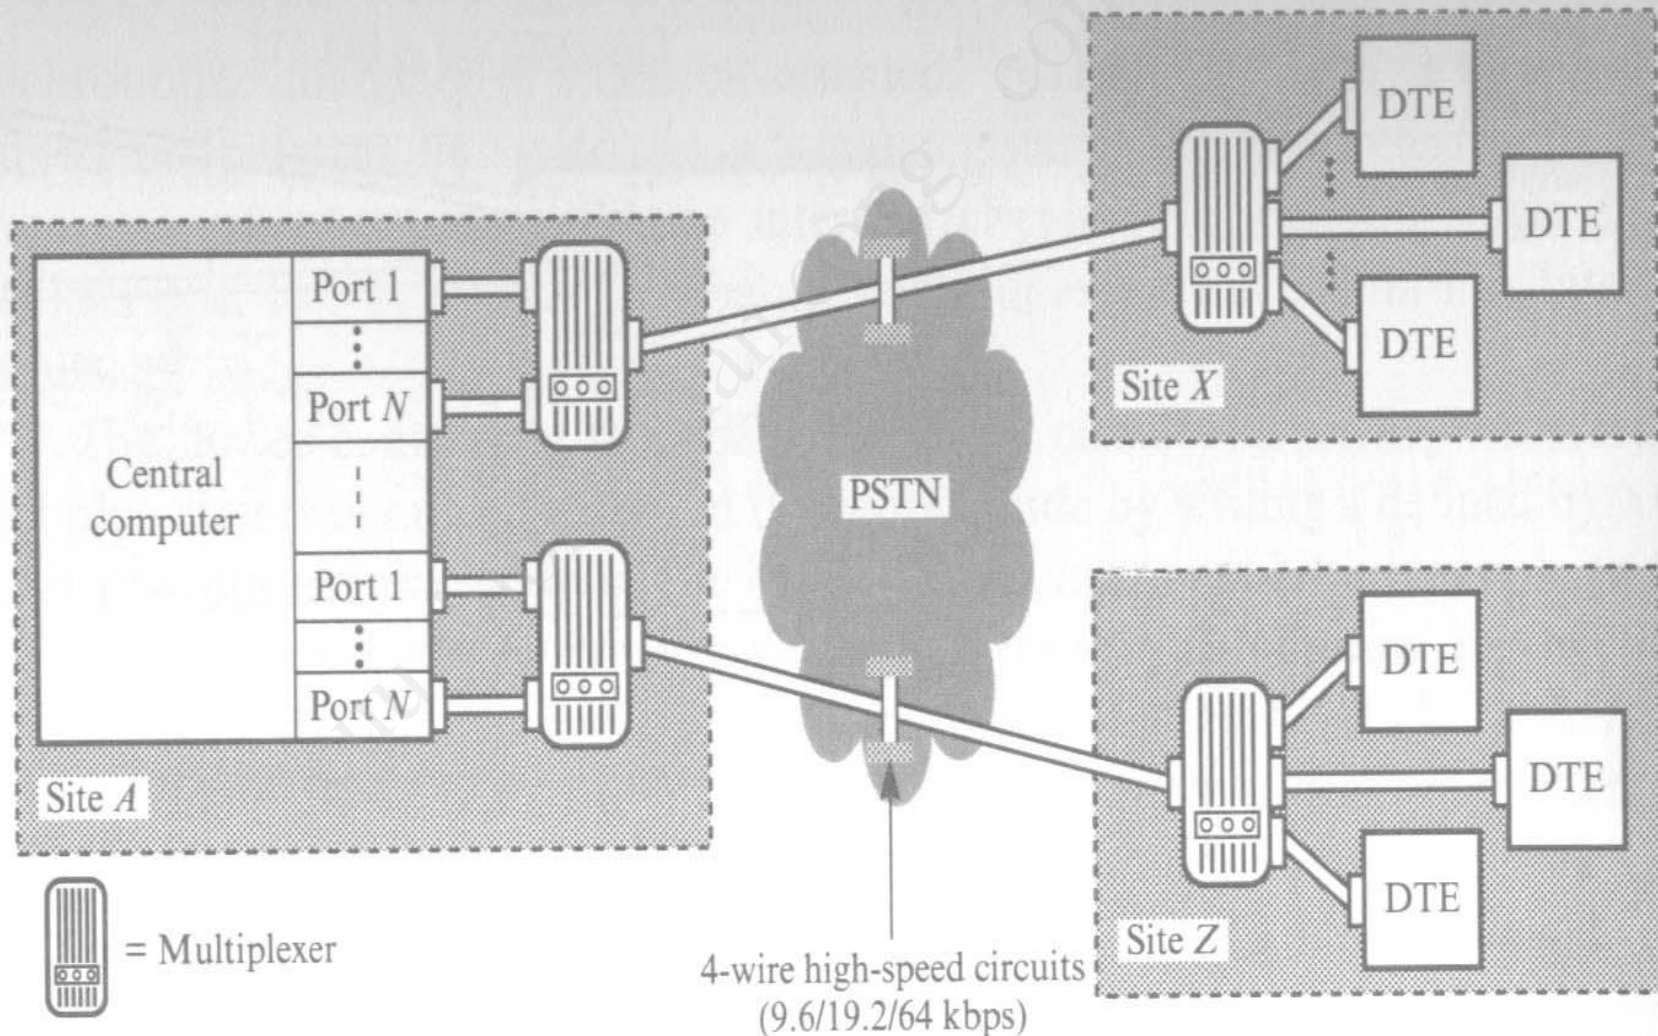 Port 1
Port N
Central
computer
Port 1
Port N
Site A
PSTN
DTE
DTE
DTE
Site X
DTE
DTE
DTE
Site Z
= Multiplexer
4-wire high-speed circuits
(9.6/19.2/64 kbps)